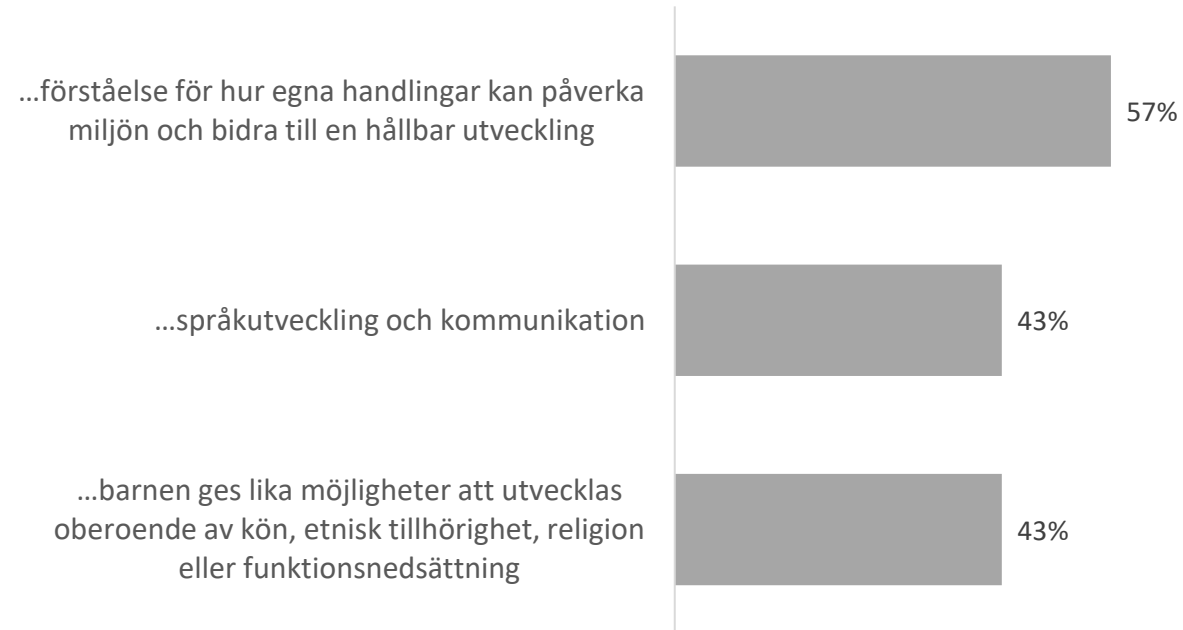 ...förståelse för hur egna handlingar kan påverka
miljön och bidra till en hållbar utveckling
57%
...språkutveckling och kommunikation
43%
...barnen ges lika möjligheter att utvecklas
oberoende av kön, etnisk tillhörighet, religion
eller funktionsnedsättning
43%